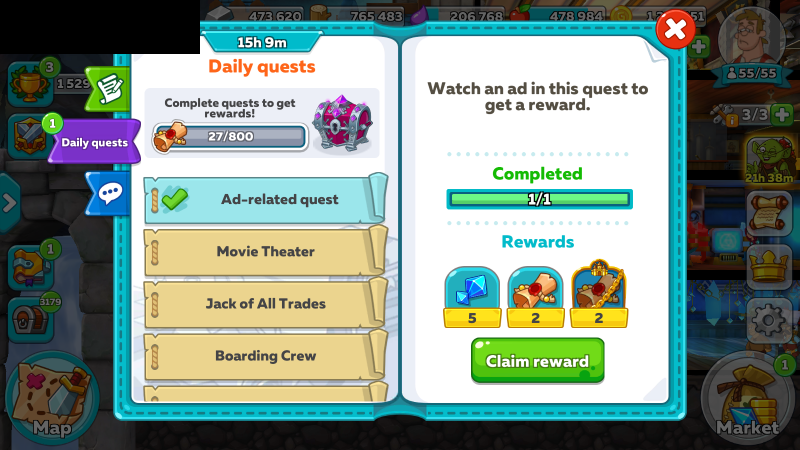 473 620
765 483
206 768
478 984
15h 9m
3
1 529
1
Daily quests
Daily quests
Complete quests to get
rewards!
27/800
Ad-related quest
Movie Theater
Jack of All Trades
Boarding Crew
Watch an ad in this quest to
get a reward.
Completed
1/1
Rewards
5
2
2
Claim reward
55/55
3/3
21h 38m
1
3179
Map
1
Market